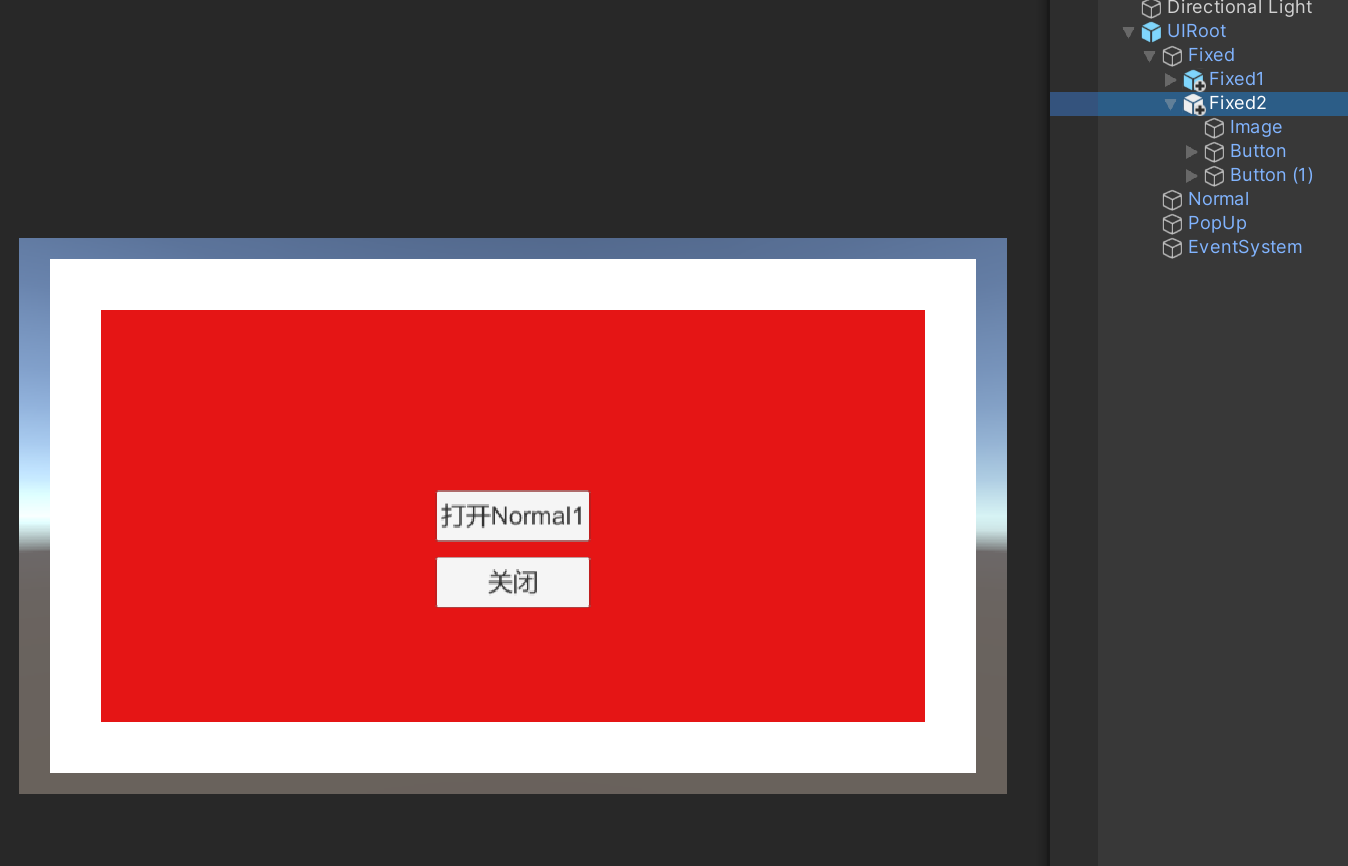 Directional Light
UIRoot
Fixed
Fixed1
Fixed2
Image
Button
Button (1)
Normal
PopUp
EventSystem
打开Normal1
关闭